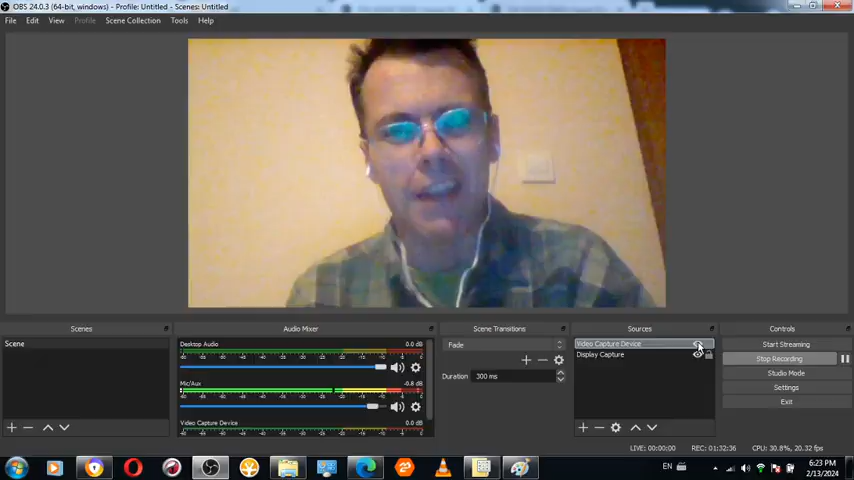 OBS 24.0.3 (64-bit, windows) - Profile: Untitled - Scenes: Untitled
File Edit View Profile Scene Collection Tools Help
Scenes
Scene
Audio Mixer
Desktop Audio 0.0 dB
Mic/Aux -0.8 dB
Video Capture Device 0.0 dB
Scene Transitions
Fade
Duration 300 ms
Sources
Video Capture Device
Display Capture
Controls
Start Streaming
Stop Recording
Studio Mode
Settings
Exit
LIVE: 00:00:00 REC: 01:32:36 CPU: 30.8%, 20.32 fps
EN
6:23 PM
2/13/2024